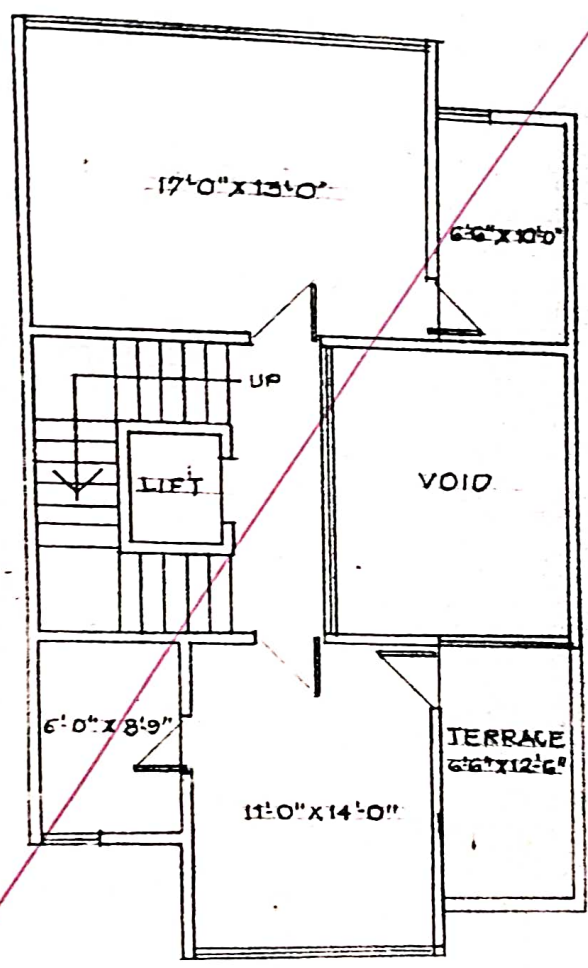 17'-0" X 13'-0"
6'-6" X 10'-0"
UP
LIFT
VOID
6'-0" X 8'-9"
TERRACE
6'-6" X 12'-6"
11'-0" X 14'-0"